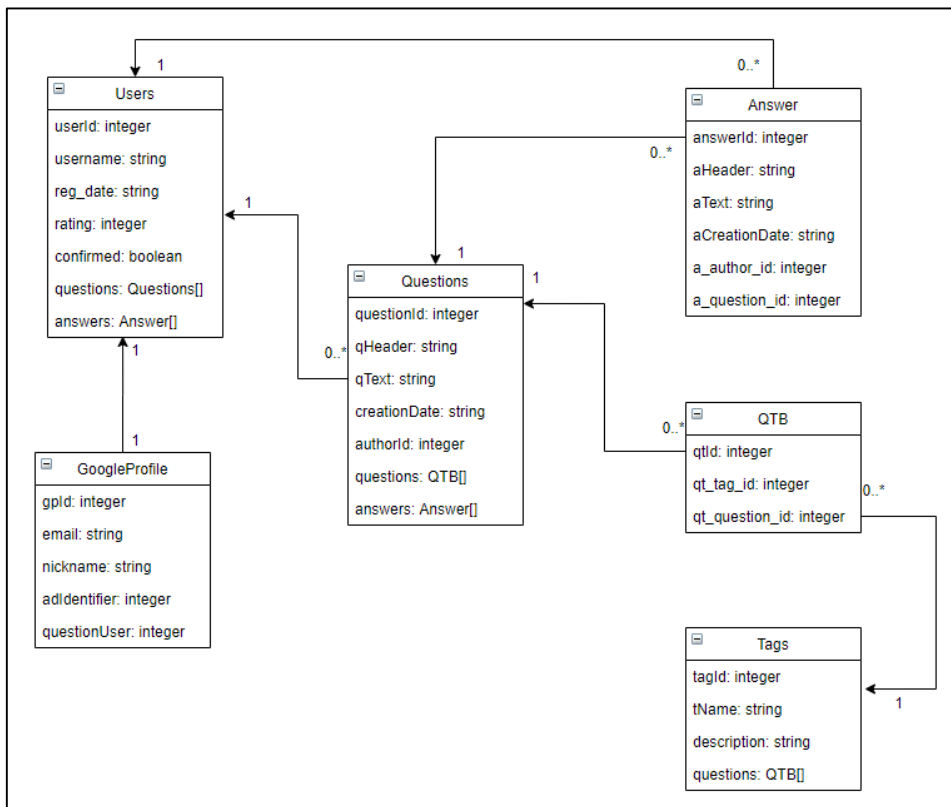 1
0..*
Users
userId: integer
username: string
reg_date: string
rating: integer
confirmed: boolean
questions: Questions[]
answers: Answer[]
Answer
answerId: integer
aHeader: string
aText: string
aCreationDate: string
a_author_id: integer
a_question_id: integer
0..*
1
1
0..*
1
1
Questions
questionId: integer
qHeader: string
qText: string
creationDate: string
authorId: integer
questions: QTB[]
answers: Answer[]
1
1
GoogleProfile
gpId: integer
email: string
nickname: string
adIdentifier: integer
questionUser: integer
0..*
QTB
qtId: integer
qt_tag_id: integer
qt_question_id: integer
0..*
1
Tags
tagId: integer
tName: string
description: string
questions: QTB[]